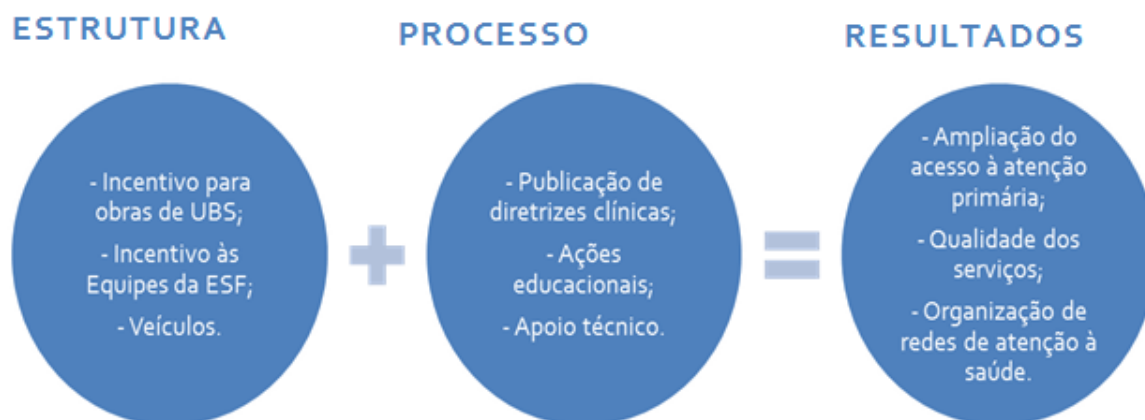 ESTRUTURA
- Incentivo para
obras de UBS;
- Incentivo às
Equipes da ESF;
- Veículos.
PROCESSO
- Publicação de
diretrizes clínicas;
- Ações
educacionais;
- Apoio técnico.
RESULTADOS
- Ampliação do
acesso à atenção
primária;
- Qualidade dos
serviços;
- Organização de
redes de atenção à
saúde.